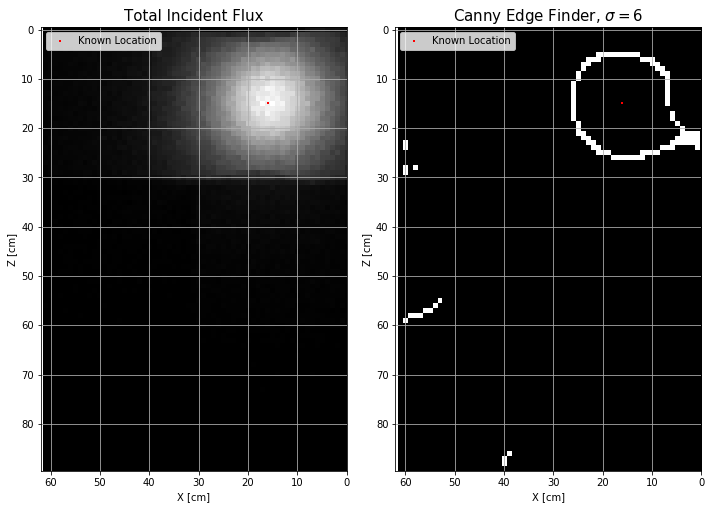 Total Incident Flux
Known Location
0
10
20
30
40
50
60
70
80
Z [cm]
60 50 40 30 20 10 0
X [cm]
Canny Edge Finder, σ = 6
Known Location
0
10
20
30
40
50
60
70
80
Z [cm]
60 50 40 30 20 10 0
X [cm]